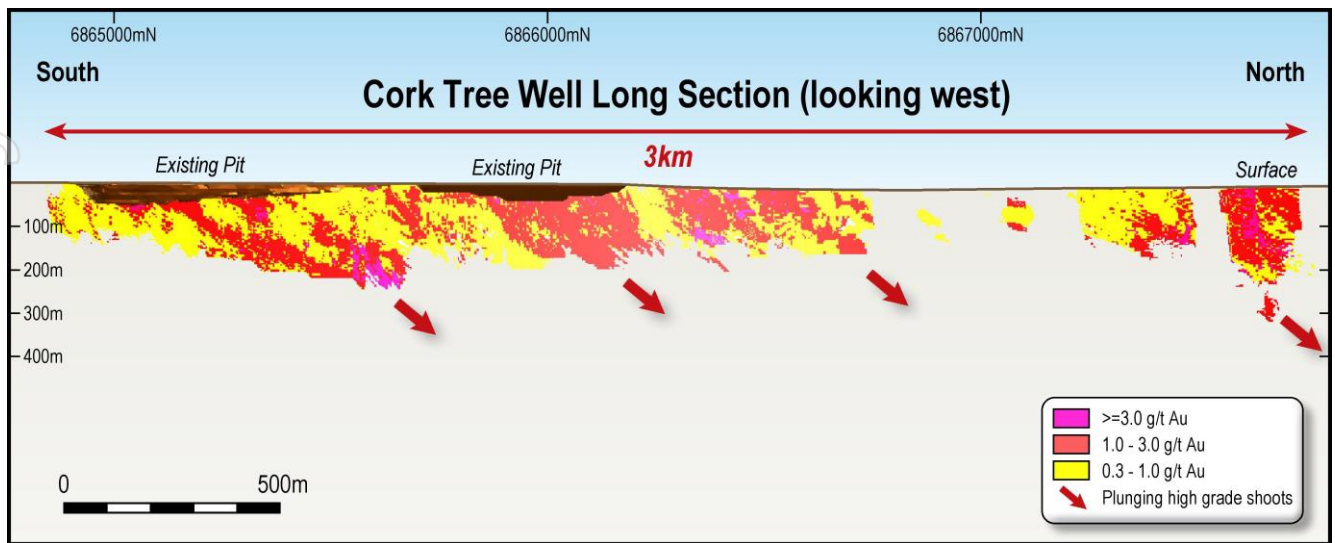 6865000mN
6866000mN
6867000mN
South
North
Cork Tree Well Long Section (looking west)
3km
Existing Pit
Existing Pit
Surface
100m
200m
300m
400m
>=3.0 g/t Au
1.0 - 3.0 g/t Au
0.3 - 1.0 g/t Au
Plunging high grade shoots
0
500m